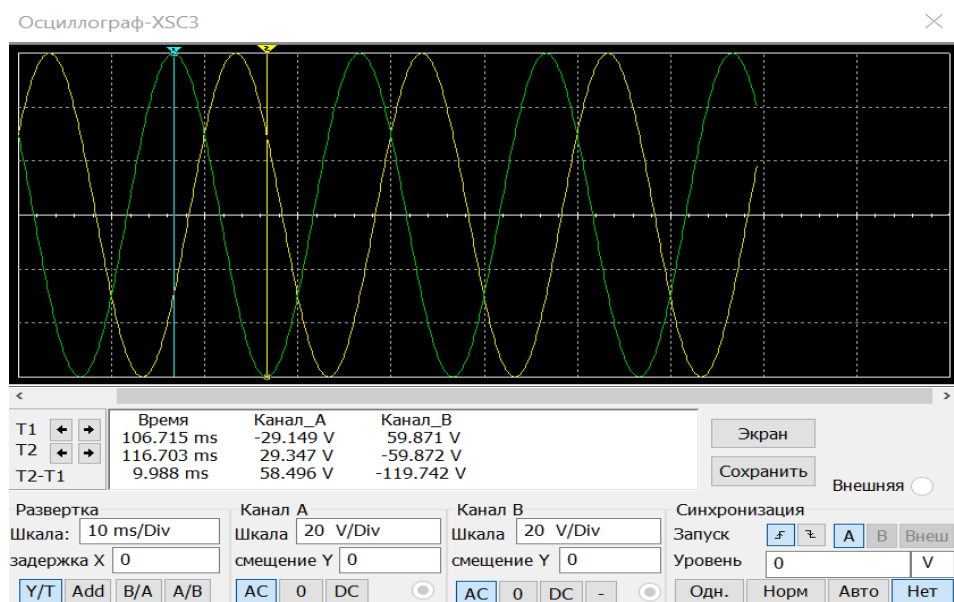 Осциллограф-XSC3
1 2
Время Канал_A Канал_B
T1 106.715 ms -29.149 V 59.871 V
T2 116.703 ms 29.347 V -59.872 V
T2-T1 9.988 ms 58.496 V -119.742 V
Экран
Сохранить
Внешняя
Развертка Канал A Канал B Синхронизация
Шкала: 10 ms/Div Шкала 20 V/Div Шкала 20 V/Div Запуск A B Внеш
задержка X 0 смещение Y 0 смещение Y 0 Уровень 0 V
Y/T Add B/A A/B AC 0 DC AC 0 DC - Одн. Норм Авто Нет